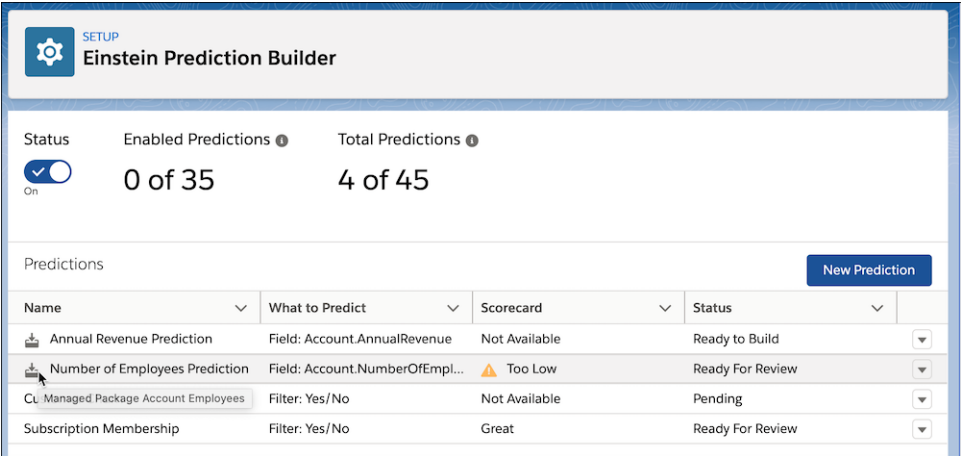 SETUP
Einstein Prediction Builder
Status Enabled Predictions Total Predictions
On 0 of 35 4 of 45
Predictions New Prediction
Name What to Predict Scorecard Status
Annual Revenue Prediction Field: Account.AnnualRevenue Not Available Ready to Build
Number of Employees Prediction Field: Account.NumberOfEmpl... Too Low Ready For Review
Managed Package Account Employees Filter: Yes/No Not Available Pending
Subscription Membership Filter: Yes/No Great Ready For Review